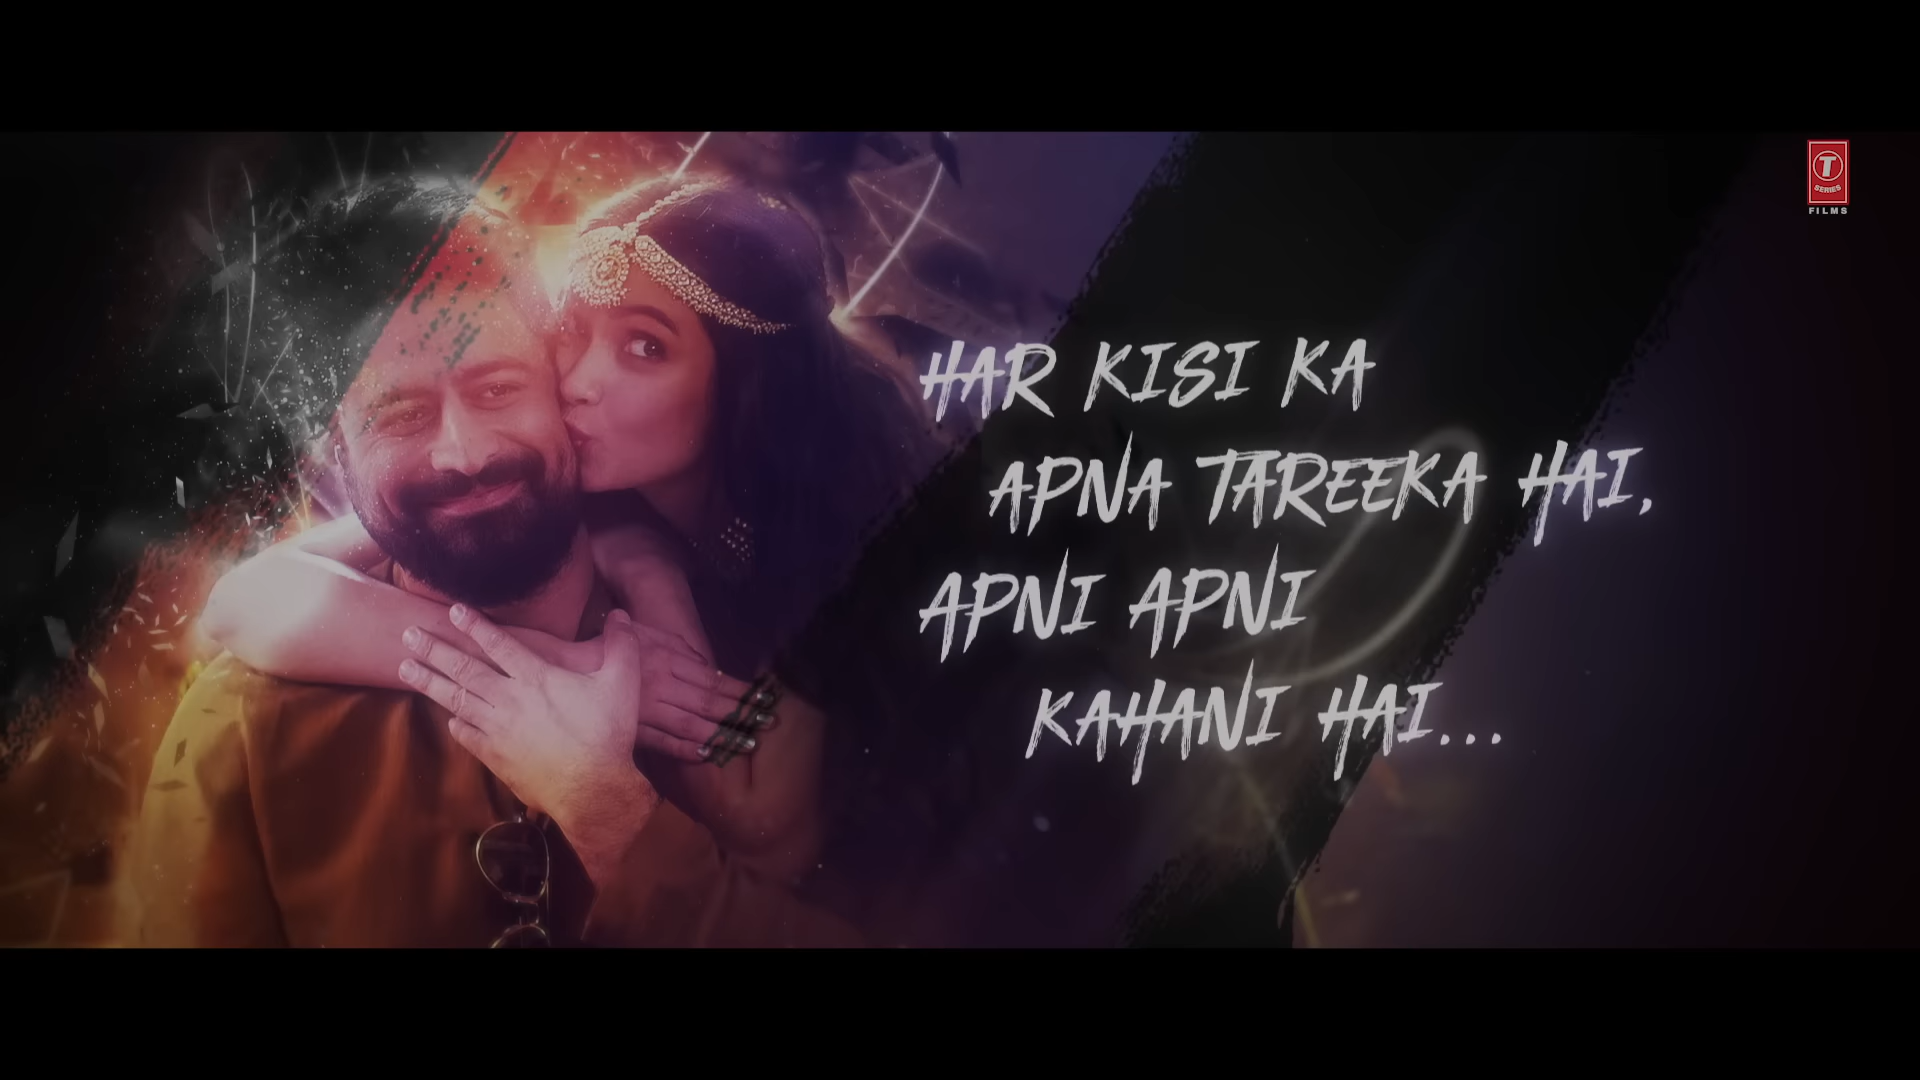 T
SERIES
FILMS
HAR KISI KA
APNA TAREEKA HAI,
APNI APNI
KAHANI HAI...